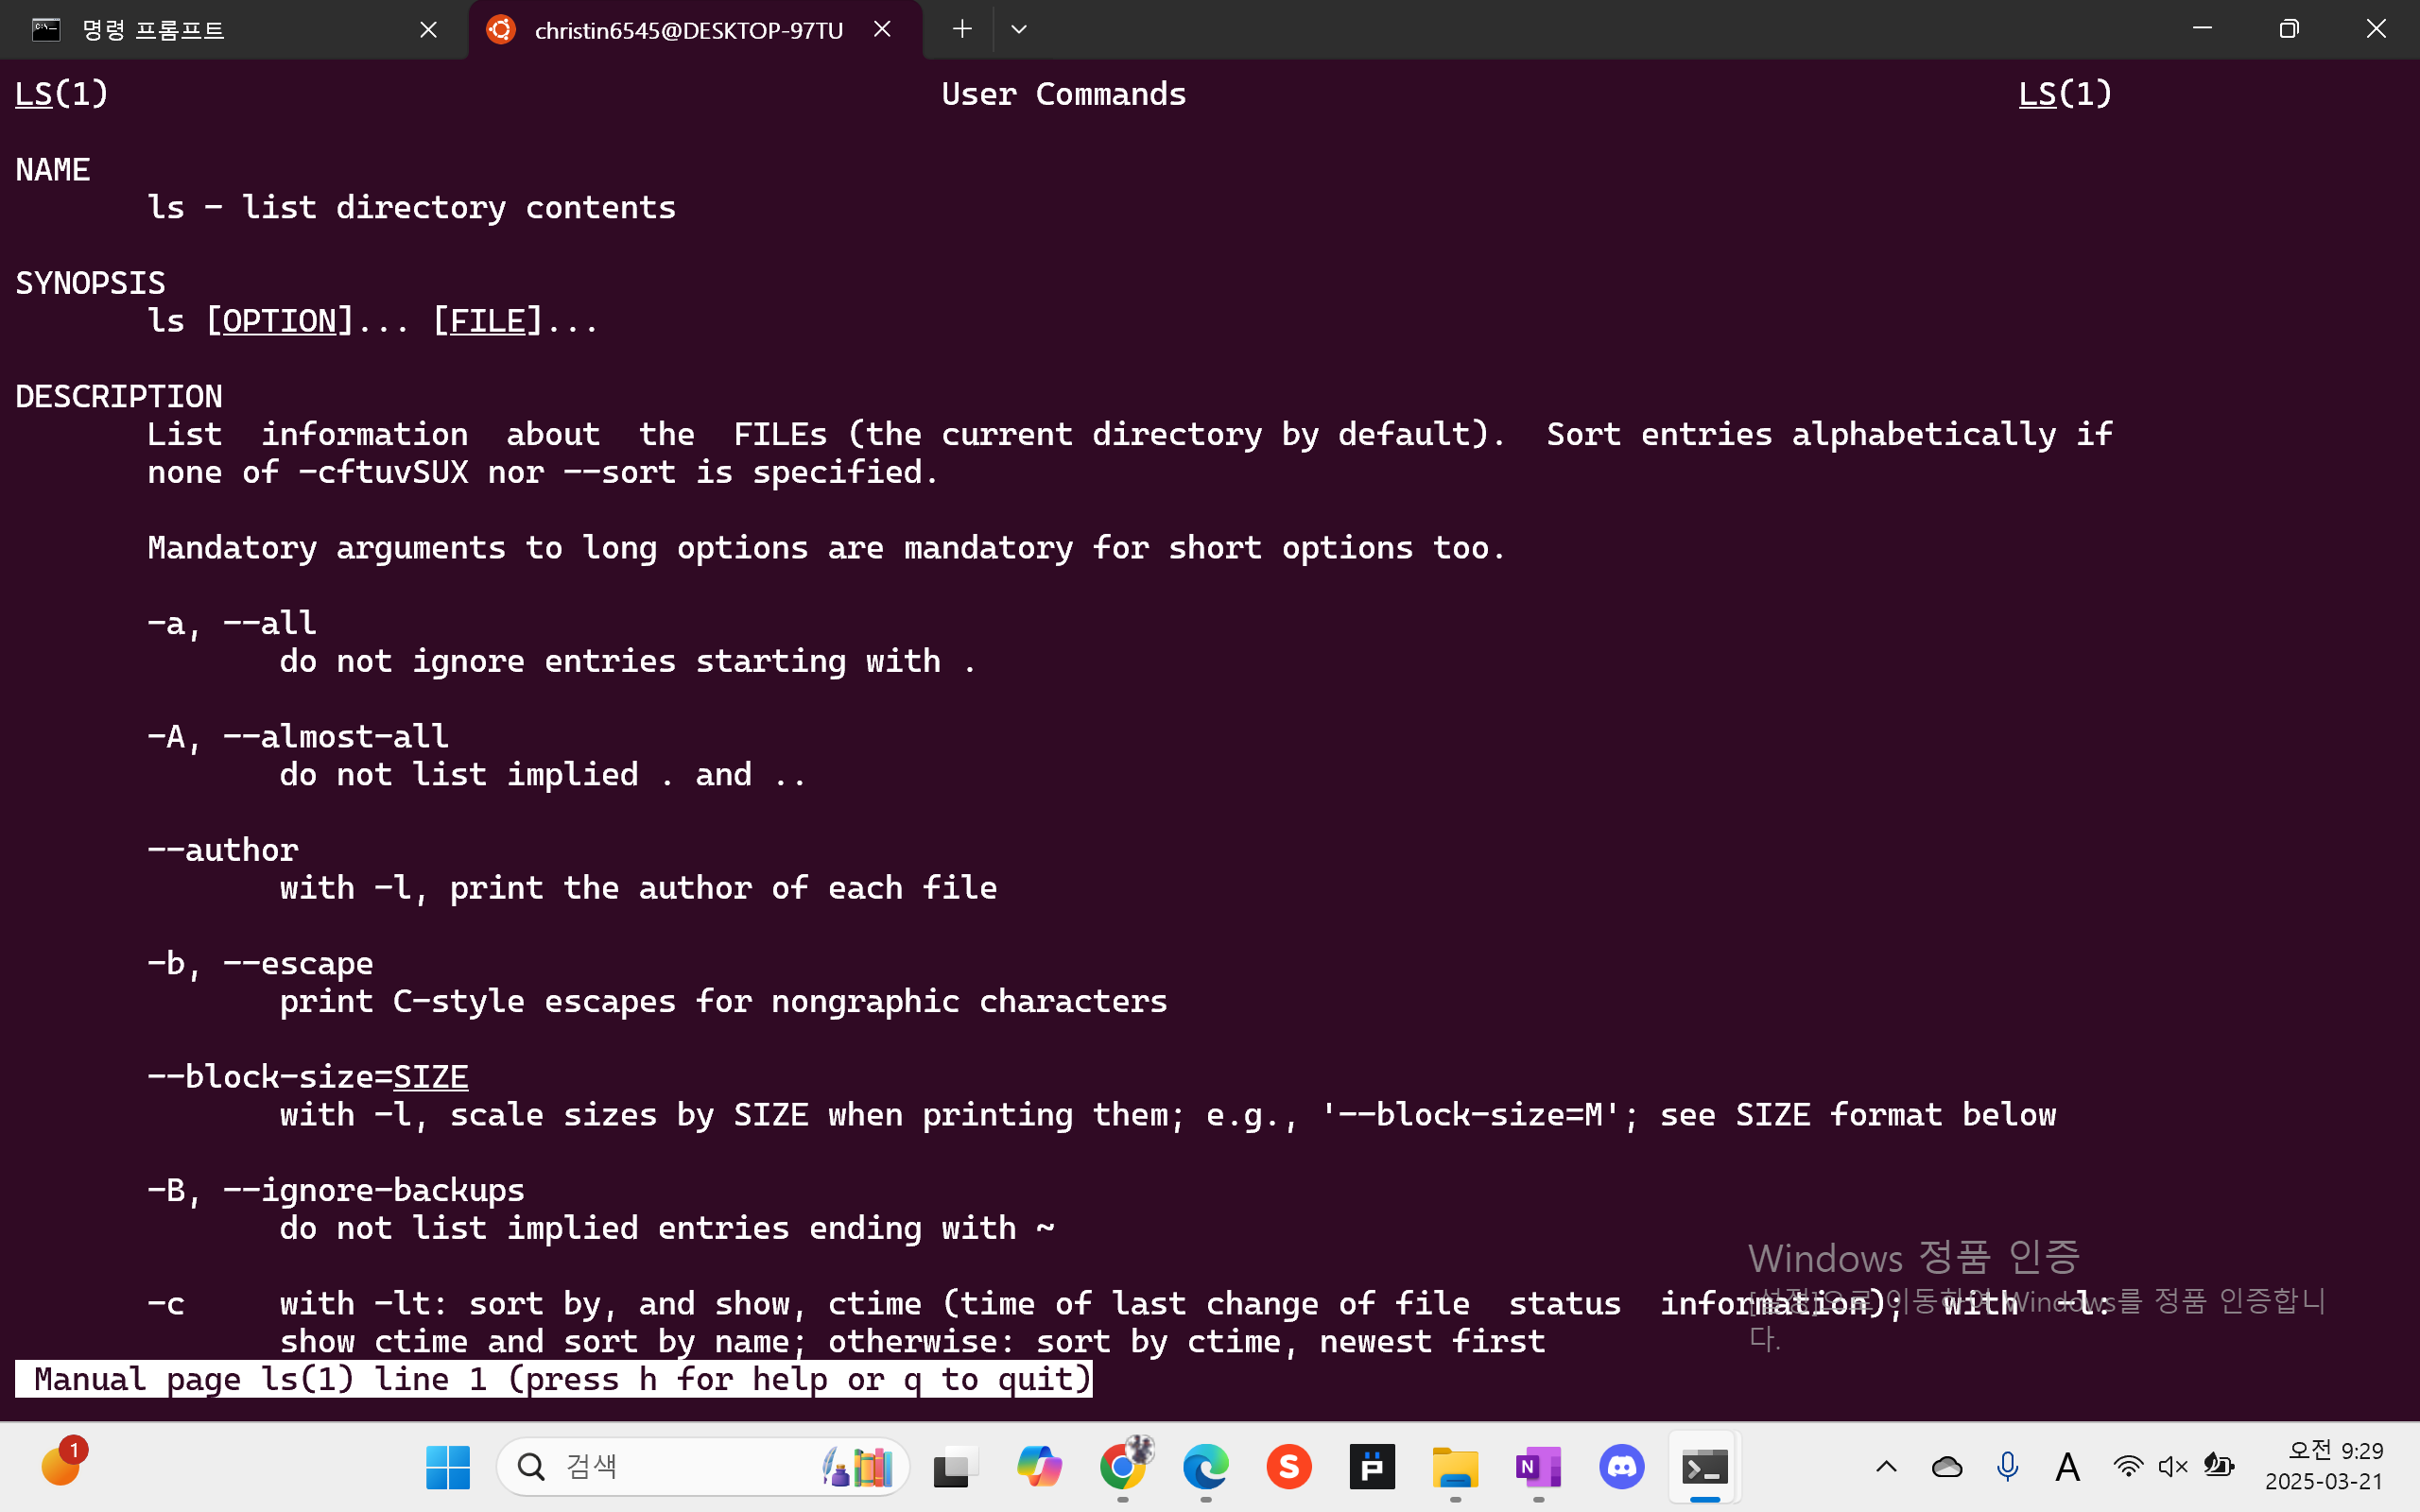 명령 프롬프트
christin6545@DESKTOP-97TU
LS(1) User Commands LS(1)
NAME
ls - list directory contents
SYNOPSIS
ls [OPTION]... [FILE]...
DESCRIPTION
List information about the FILEs (the current directory by default). Sort entries alphabetically if
none of -cftuvSUX nor --sort is specified.
Mandatory arguments to long options are mandatory for short options too.
-a, --all
do not ignore entries starting with .
-A, --almost-all
do not list implied . and ..
--author
with -l, print the author of each file
-b, --escape
print C-style escapes for nongraphic characters
--block-size=SIZE
with -l, scale sizes by SIZE when printing them; e.g., '--block-size=M'; see SIZE format below
-B, --ignore-backups
do not list implied entries ending with ~
-c with -lt: sort by, and show, ctime (time of last change of file status information); with -l:
show ctime and sort by name; otherwise: sort by ctime, newest first
Manual page ls(1) line 1 (press h for help or q to quit)
Windows 정품 인증
[설정]으로 이동하여 Windows를 정품 인증합니
다.
1
검색
A
오전 9:29
2025-03-21